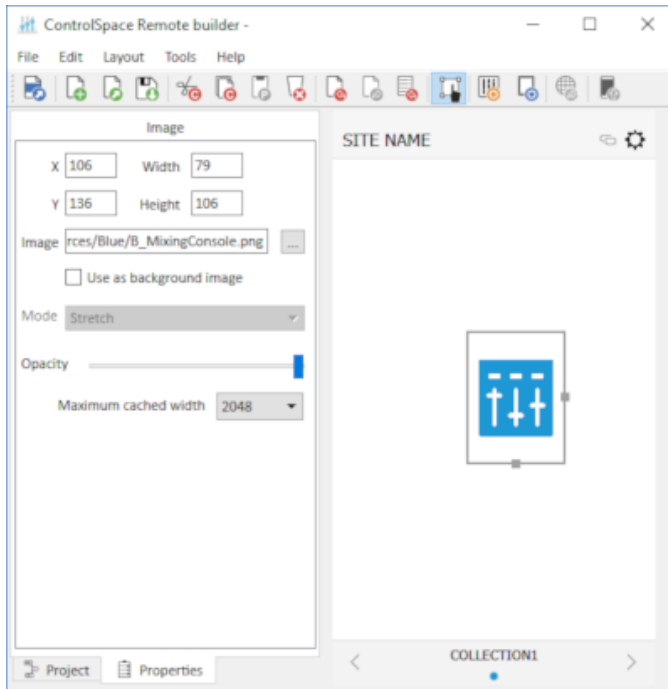 ControlSpace Remote builder -
File Edit Layout Tools Help
Image
X 106 Width 79
Y 136 Height 106
Image rces/Blue/B_MixingConsole.png ...
Use as background image
Mode Stretch
Opacity
Maximum cached width 2048
Project Properties
SITE NAME
COLLECTION1